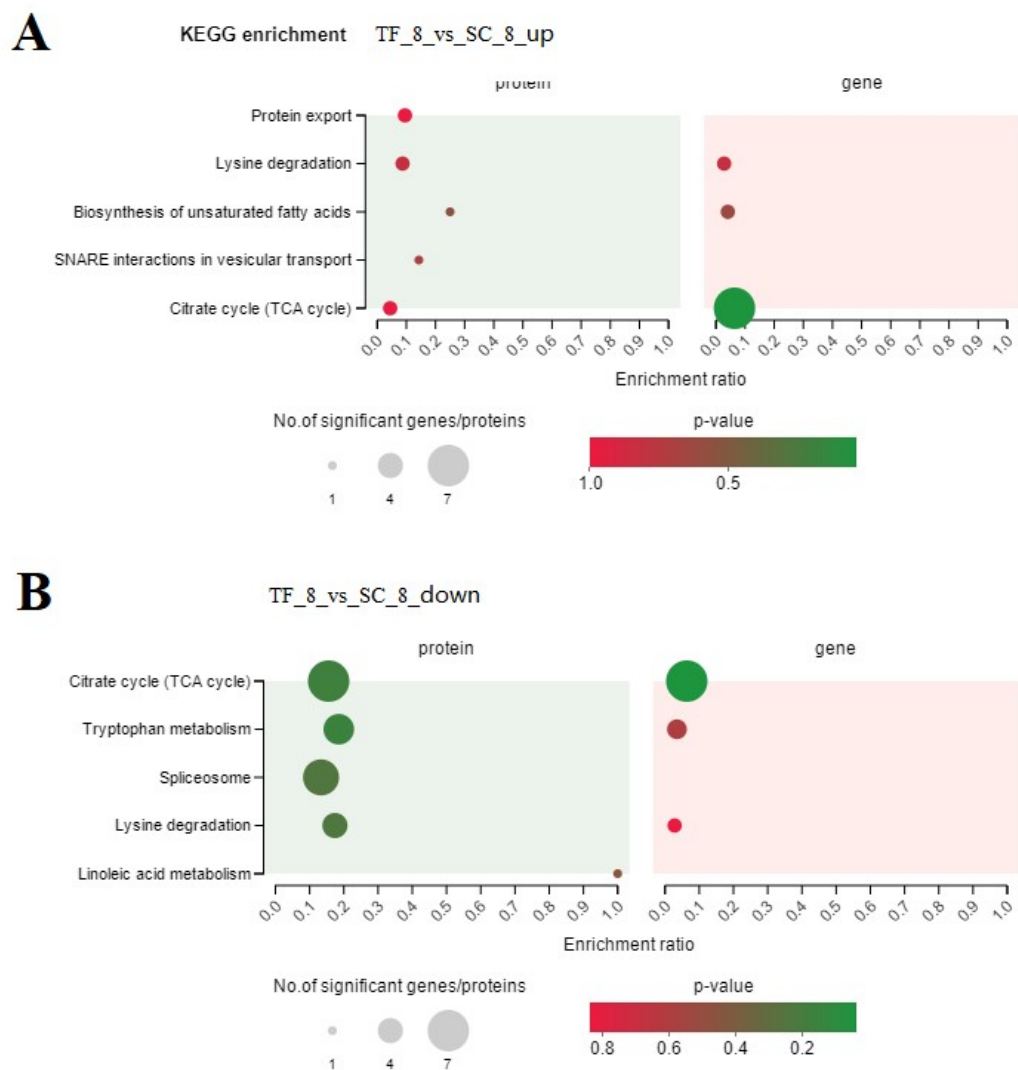 A
KEGG enrichment TF_8_vs_SC_8_up
protein gene
Protein export
Lysine degradation
Biosynthesis of unsaturated fatty acids
SNARE interactions in vesicular transport
Citrate cycle (TCA cycle)
0.0 0.1 0.2 0.3 0.4 0.5 0.6 0.7 0.8 0.9 1.0 0.0 0.1 0.2 0.3 0.4 0.5 0.6 0.7 0.8 0.9 1.0
Enrichment ratio
No.of significant genes/proteins p-value
1 4 7 1.0 0.5
B
TF_8_vs_SC_8_down
protein gene
Citrate cycle (TCA cycle)
Tryptophan metabolism
Spliceosome
Lysine degradation
Linoleic acid metabolism
0.0 0.1 0.2 0.3 0.4 0.5 0.6 0.7 0.8 0.9 1.0 0.0 0.1 0.2 0.3 0.4 0.5 0.6 0.7 0.8 0.9 1.0
Enrichment ratio
No.of significant genes/proteins p-value
1 4 7 0.8 0.6 0.4 0.2